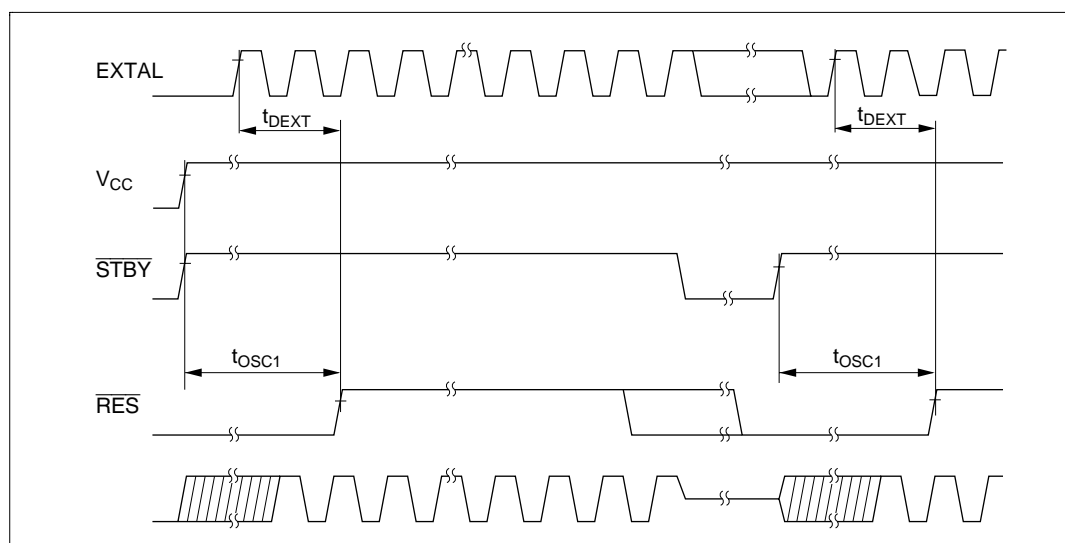 EXTAL
tDEXT
tDEXT
VCC
STBY
tOSC1
tOSC1
RES